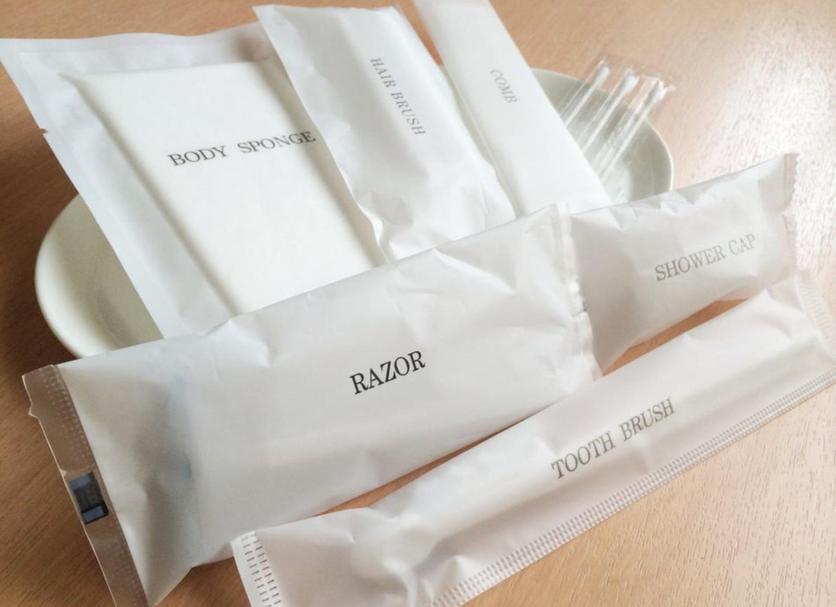 BODY SPONGE
HAIR BRUSH
COMB
SHOWER CAP
RAZOR
TOOTH BRUSH